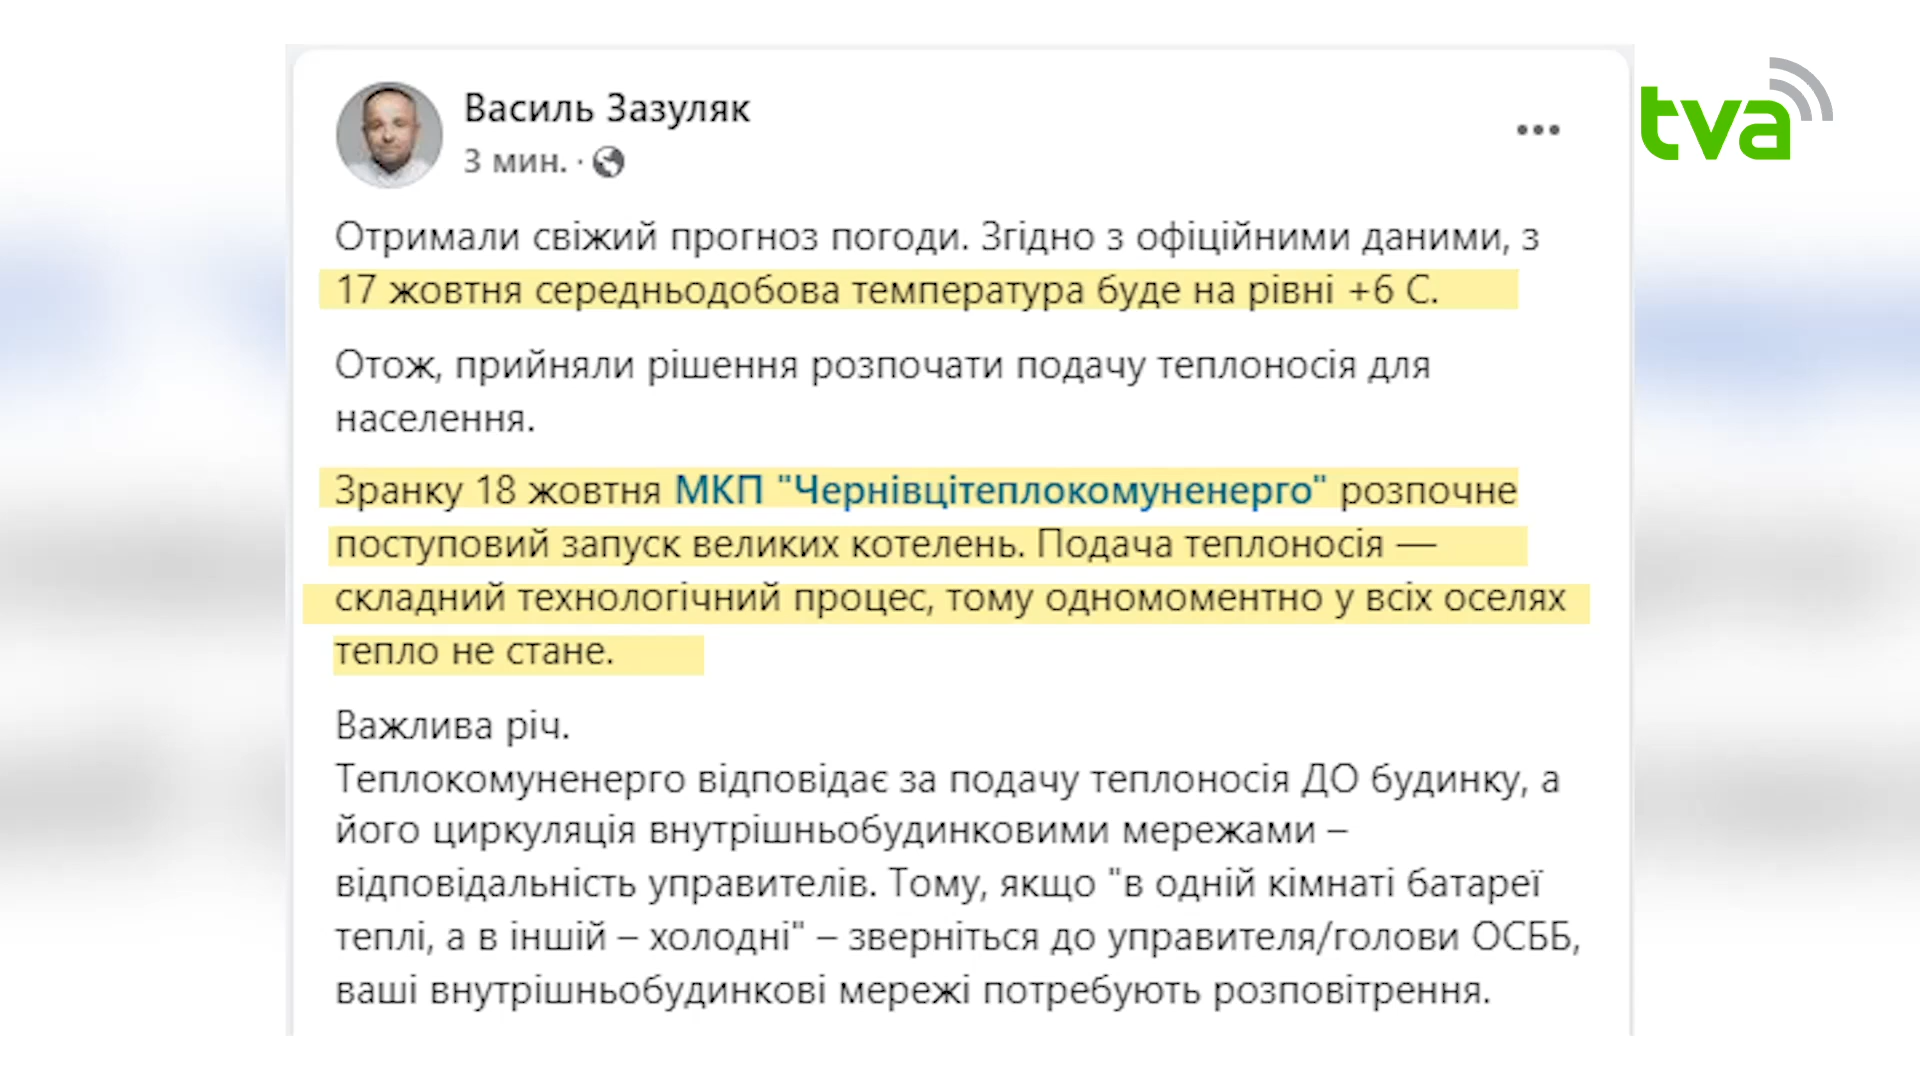 Василь Зазуляк
3 мин. ·
tva
Отримали свіжий прогноз погоди. Згідно з офіційними даними, з
17 жовтня середньодобова температура буде на рівні +6 С.
Отож, прийняли рішення розпочати подачу теплоносія для
населення.
Зранку 18 жовтня МКП "Чернівцітеплокомуненерго" розпочне
поступовий запуск великих котелень. Подача теплоносія —
складний технологічний процес, тому одномоментно у всіх оселях
тепло не стане.
Важлива річ.
Теплокомуненерго відповідає за подачу теплоносія ДО будинку, а
його циркуляція внутрішньобудинковими мережами –
відповідальність управителів. Тому, якщо "в одній кімнаті батареї
теплі, а в іншій – холодні" – зверніться до управителя/голови ОСББ,
ваші внутрішньобудинкові мережі потребують розповітрення.